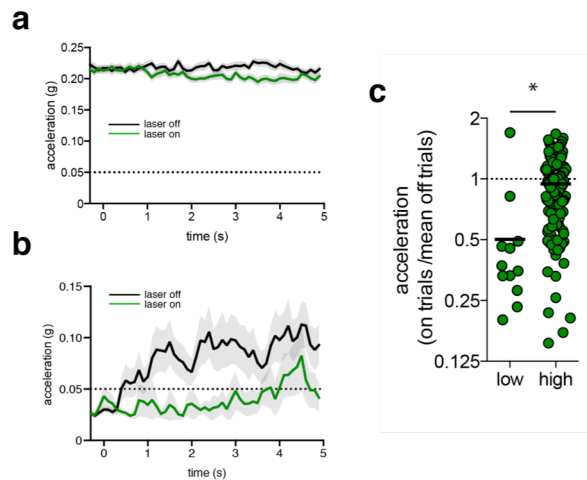 a
0.25
0.20
0.15
0.10
0.05
0
acceleration (g)
laser off
laser on
0 1 2 3 4 5
time (s)
b
0.15
0.10
0.05
0
acceleration (g)
laser off
laser on
0 1 2 3 4 5
time (s)
c
*
2
1
0.5
0.25
0.125
acceleration
(on trials /mean off trials)
low high